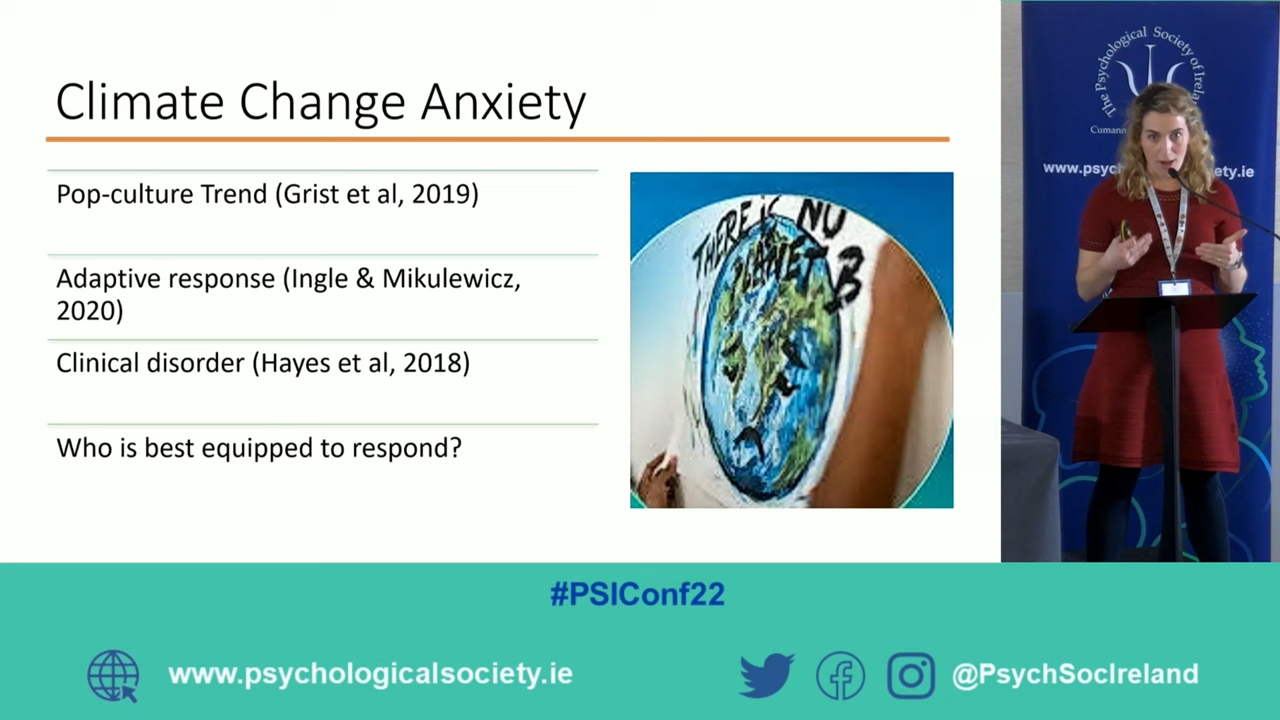 Climate Change Anxiety
Pop-culture Trend (Grist et al, 2019)
Adaptive response (Ingle & Mikulewicz,
2020)
Clinical disorder (Hayes et al, 2018)
Who is best equipped to respond?
THERE is NO
PLANET B
The Psychological Society of Irela
Cumann
www.psyc
ety.ie
#PSIConf22
www.psychologicalsociety.ie
@PsychSocIreland